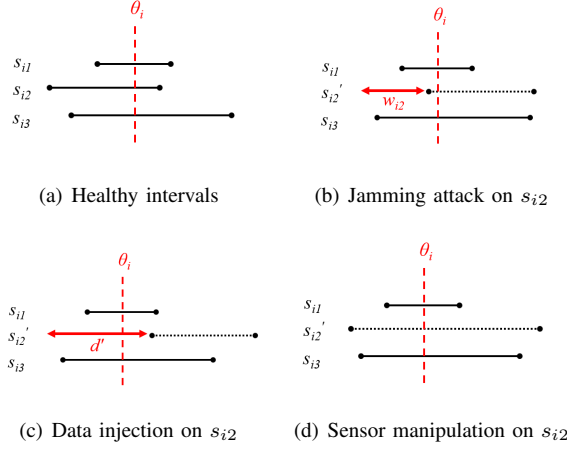 θi
si1
si2
si3
(a) Healthy intervals
θi
si1
si2'
wi2
si3
(b) Jamming attack on si2
θi
si1
si2'
d'
si3
(c) Data injection on si2
θi
si1
si2'
si3
(d) Sensor manipulation on si2